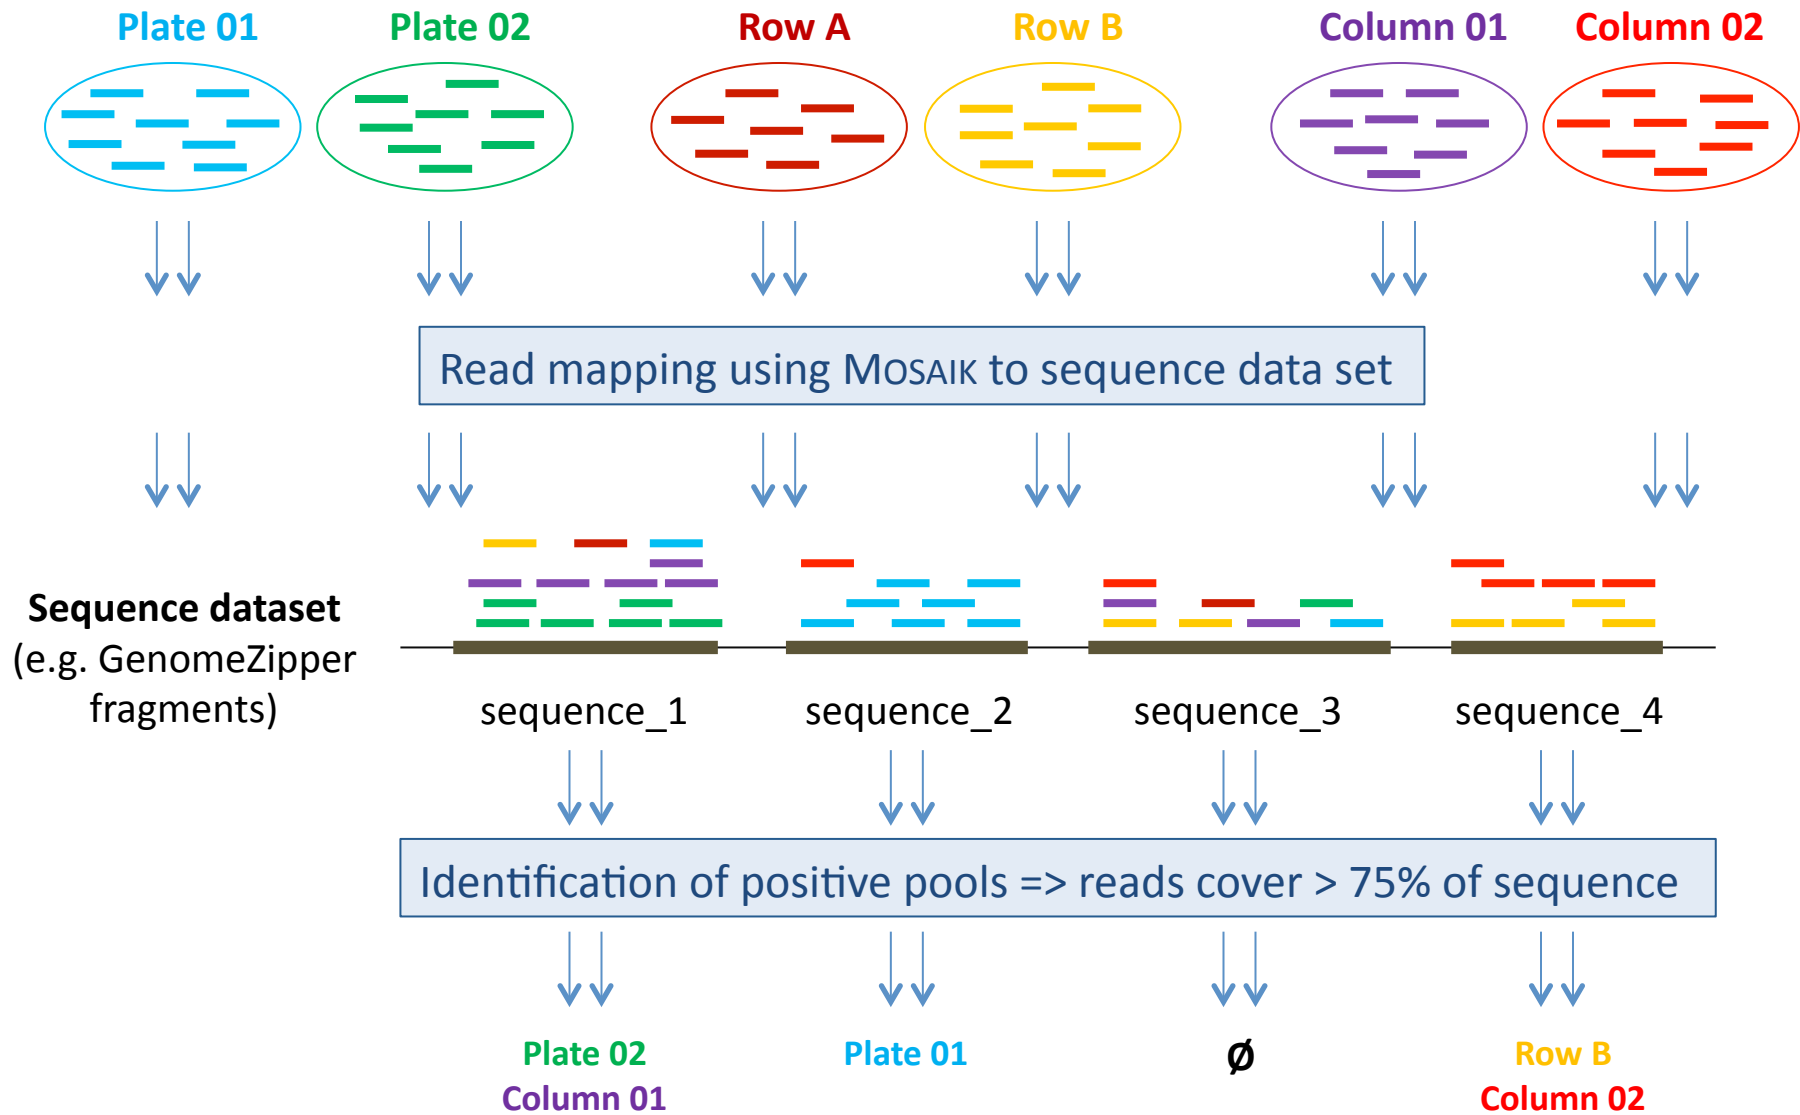 Plate 01 Plate 02 Row A Row B Column 01 Column 02
Read mapping using MOSAIK to sequence data set
Sequence dataset
(e.g. GenomeZipper
fragments)
sequence_1 sequence_2 sequence_3 sequence_4
Identification of positive pools => reads cover > 75% of sequence
Plate 02 Plate 01 Ø Row B
Column 01 Column 02